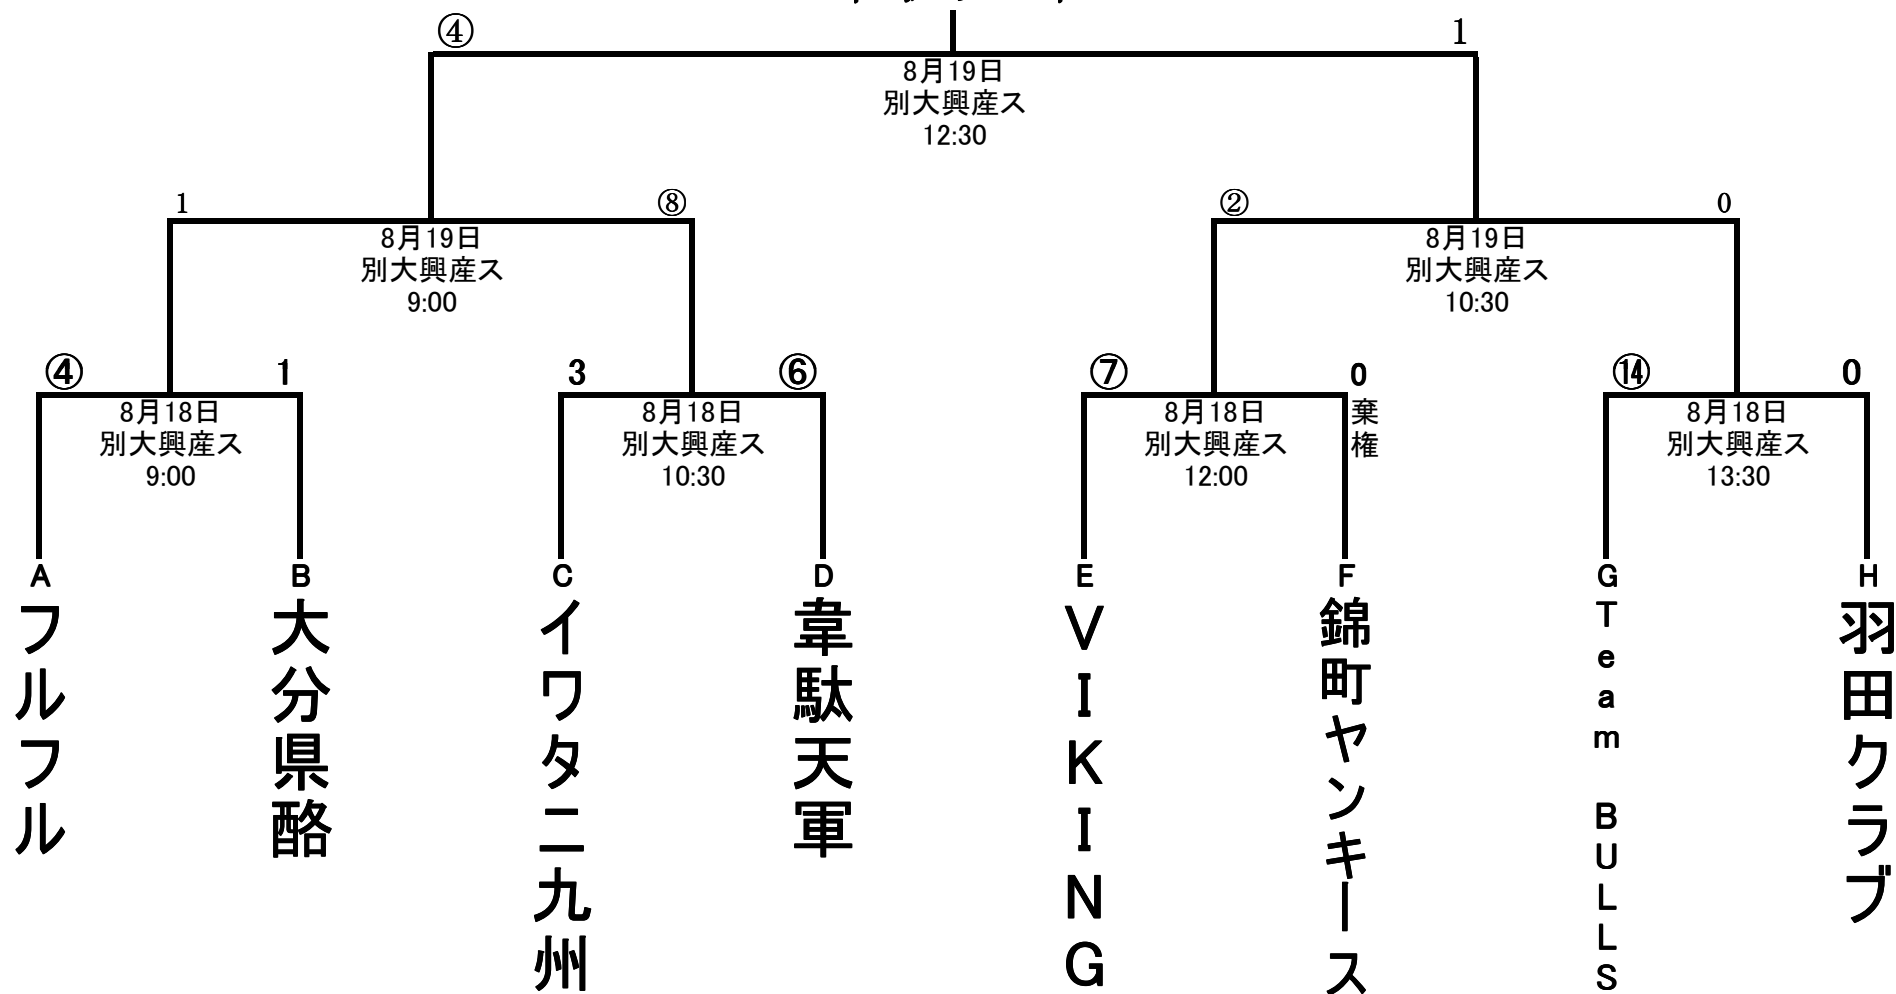 ④ 1
8月19日
別大興産ス
12:30
1 ⑧
8月19日
別大興産ス
9:00
② 0
8月19日
別大興産ス
10:30
④ 1
8月18日
別大興産ス
9:00
3 ⑥
8月18日
別大興産ス
10:30
⑦ 0
8月18日
別大興産ス
12:00
棄権
⑭ 0
8月18日
別大興産ス
13:30
A
フルフル
B
大分県酪
C
イワタニ九州
D
韋駄天軍
E
VIKING
F
錦町ヤンキース
G
Team BULLS
H
羽田クラブ